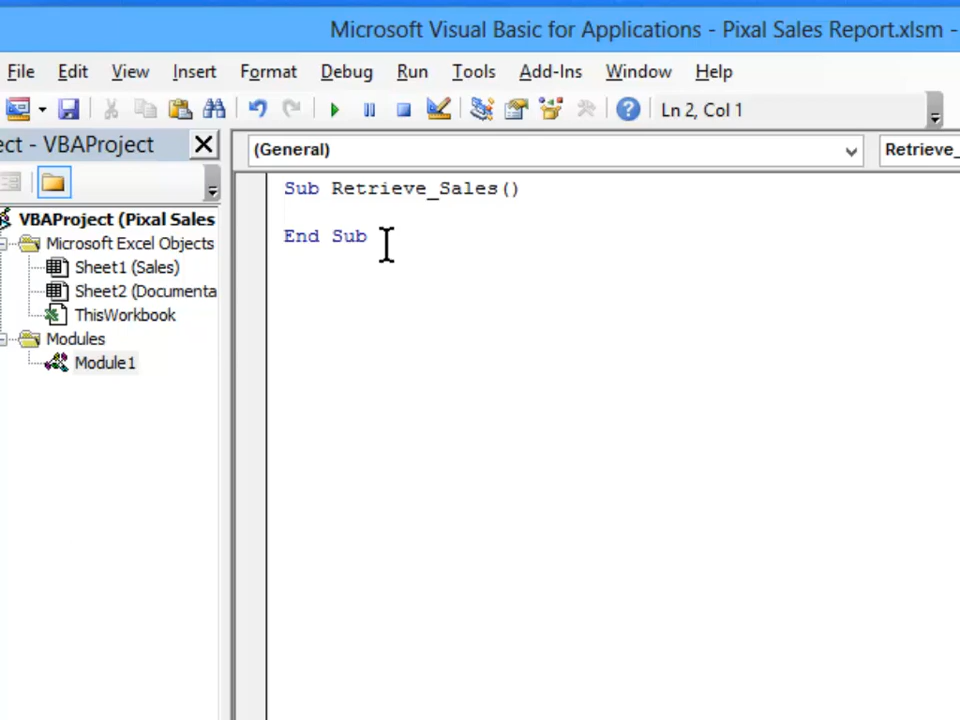 Microsoft Visual Basic for Applications - Pixal Sales Report.xlsm -
File Edit View Insert Format Debug Run Tools Add-Ins Window Help
Ln 2, Col 1
ect - VBAProject
(General)
Retrieve_
Sub Retrieve_Sales()
End Sub
VBAProject (Pixal Sales
Microsoft Excel Objects
Sheet1 (Sales)
Sheet2 (Documenta
ThisWorkbook
Modules
Module1